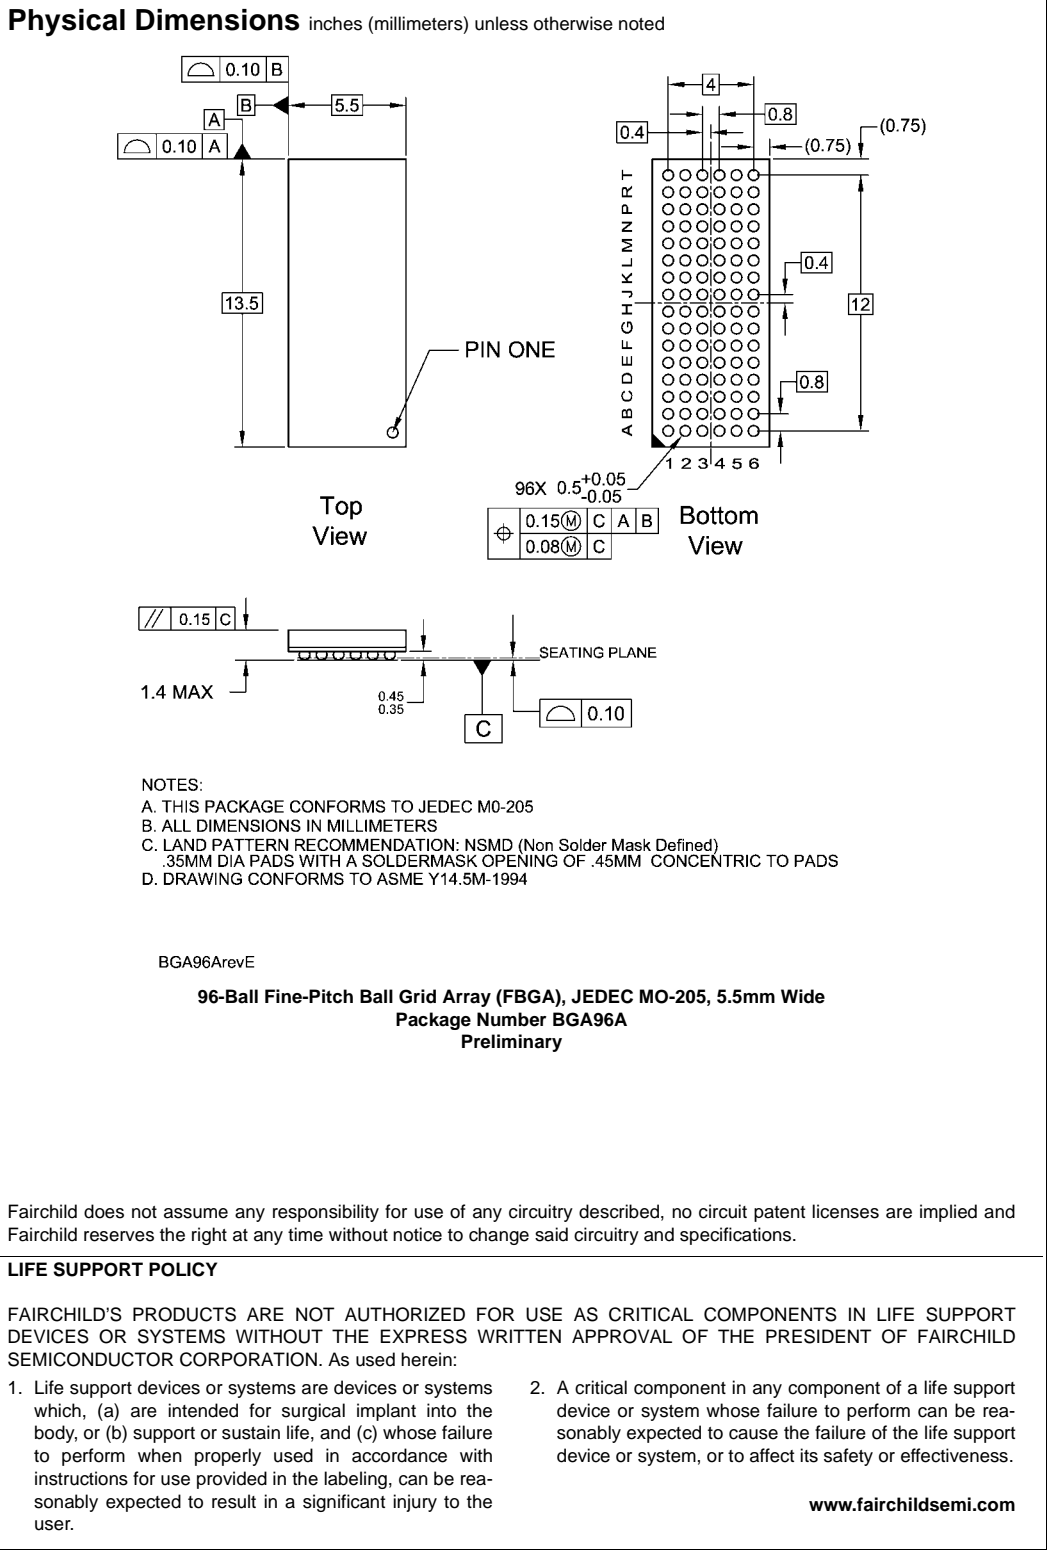 Physical Dimensions inches (millimeters) unless otherwise noted
0.10 B
B 5.5
A
0.10 A
13.5
PIN ONE
Top
View
4
0.8
0.4
(0.75)
(0.75)
T
R
P
N
M
L
K
J
H
G
F
E
D
C
B
A
0.4
12
0.8
1 2 3 4 5 6
96X 0.5 +0.05
-0.05
0.15 M C A B
0.08 M C
Bottom
View
// 0.15 C
1.4 MAX
0.45
0.35
SEATING PLANE
0.10
C
NOTES:
A. THIS PACKAGE CONFORMS TO JEDEC M0-205
B. ALL DIMENSIONS IN MILLIMETERS
C. LAND PATTERN RECOMMENDATION: NSMD (Non Solder Mask Defined)
.35MM DIA PADS WITH A SOLDERMASK OPENING OF .45MM CONCENTRIC TO PADS
D. DRAWING CONFORMS TO ASME Y14.5M-1994
BGA96ArevE
96-Ball Fine-Pitch Ball Grid Array (FBGA), JEDEC MO-205, 5.5mm Wide
Package Number BGA96A
Preliminary
Fairchild does not assume any responsibility for use of any circuitry described, no circuit patent licenses are implied and
Fairchild reserves the right at any time without notice to change said circuitry and specifications.
LIFE SUPPORT POLICY
FAIRCHILD'S PRODUCTS ARE NOT AUTHORIZED FOR USE AS CRITICAL COMPONENTS IN LIFE SUPPORT
DEVICES OR SYSTEMS WITHOUT THE EXPRESS WRITTEN APPROVAL OF THE PRESIDENT OF FAIRCHILD
SEMICONDUCTOR CORPORATION. As used herein:
1. Life support devices or systems are devices or systems
which, (a) are intended for surgical implant into the
body, or (b) support or sustain life, and (c) whose failure
to perform when properly used in accordance with
instructions for use provided in the labeling, can be rea-
sonably expected to result in a significant injury to the
user.
2. A critical component in any component of a life support
device or system whose failure to perform can be rea-
sonably expected to cause the failure of the life support
device or system, or to affect its safety or effectiveness.
www.fairchildsemi.com